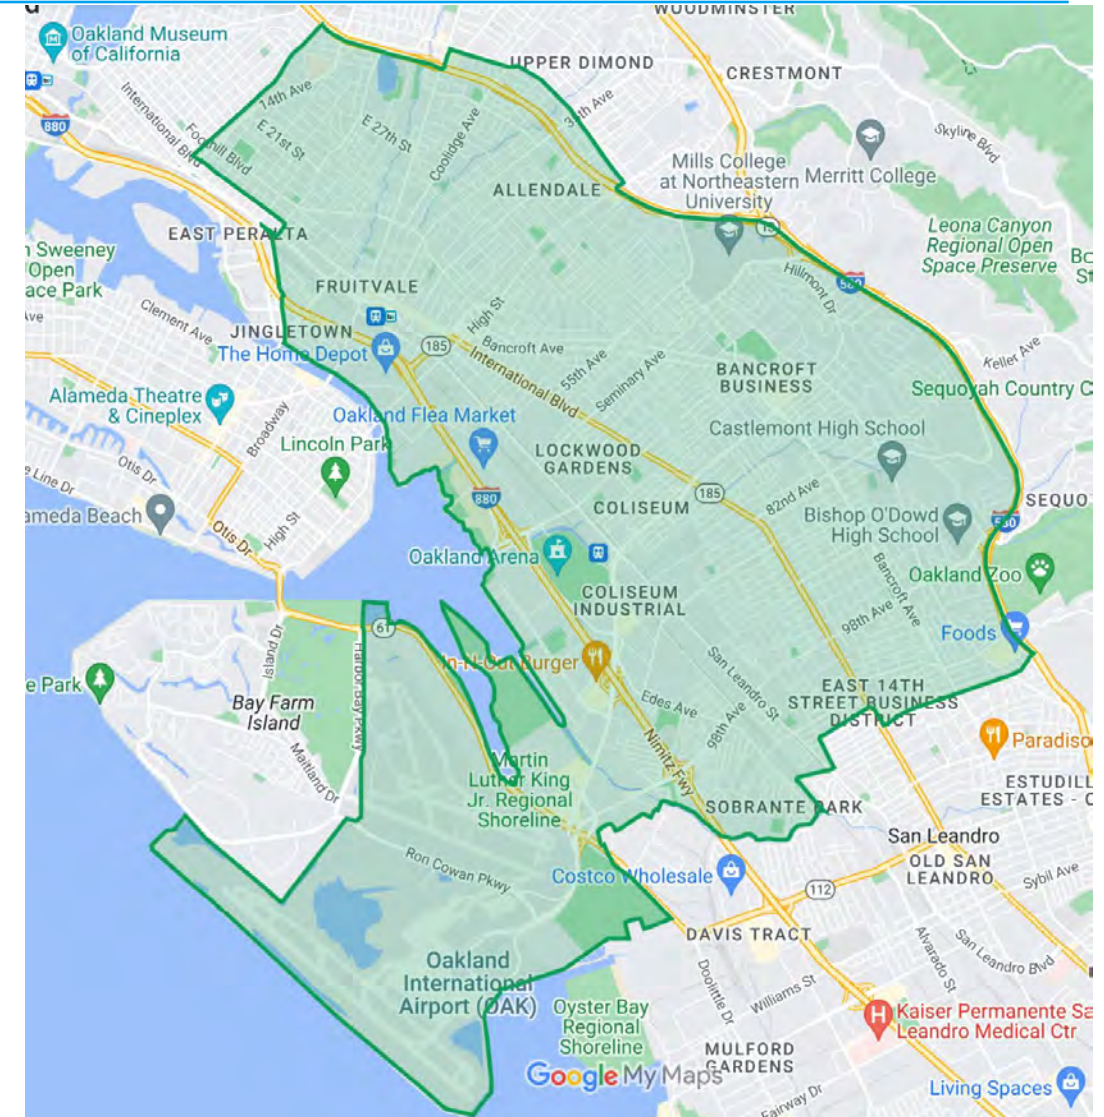 WOODMINSTER
Oakland Museum
of California
UPPER DIMOND
CRESTMONT
14th Ave
International Blvd
Foothill Blvd
E 21st St
E 27th St
Coolidge Ave
880
Skyline Blvd
Mills College
at Northeastern
University
Merritt College
ALLENDALE
13
Leona Canyon
Regional Open
Space Preserve
EAST PERALTA
Sweeney
Open
ace Park
Hillmont Dr
580
FRUITVALE
Clement Ave
High St
JINGLETOWN
The Home Depot
185
Bancroft Ave
International Blvd
55th Ave
Seminary Ave
Keller Ave
BANCROFT
BUSINESS
Sequoyah Country C
Alameda Theatre
& Cineplex
Broadway
Oakland Flea Market
Castlemont High School
Lincoln Park
LOCKWOOD
GARDENS
Otis Dr
e Line Dr
880
185
82nd Ave
SEQUO
ameda Beach
COLISEUM
Bishop O'Dowd
High School
580
Otis Dr
High St
Oakland Arena
Bancroft Ave
Oakland Zoo
COLISEUM
INDUSTRIAL
98th Ave
Foods
61
Island Dr
Harbor Bay Pkwy
In-N-Out Burger
San Leandro St
e Park
Bay Farm
Island
Edes Ave
98th Ave
EAST 14TH
STREET BUSINESS
DISTRICT
Maitland Dr
Nimitz Fwy
Paradiso
Martin
Luther King
Jr. Regional
Shoreline
ESTUDILL
ESTATES - C
SOBRANTE PARK
San Leandro
Ron Cowan Pkwy
Costco Wholesale
OLD SAN
LEANDRO
Sybil Ave
112
DAVIS TRACT
Alvarado St
San Leandro Blvd
Oakland
International
Airport (OAK)
Doolittle Dr
Williams St
Oyster Bay
Regional
Shoreline
Kaiser Permanente Sa
Leandro Medical Ctr
MULFORD
GARDENS
Google My Maps
Living Spaces
Fairway Dr